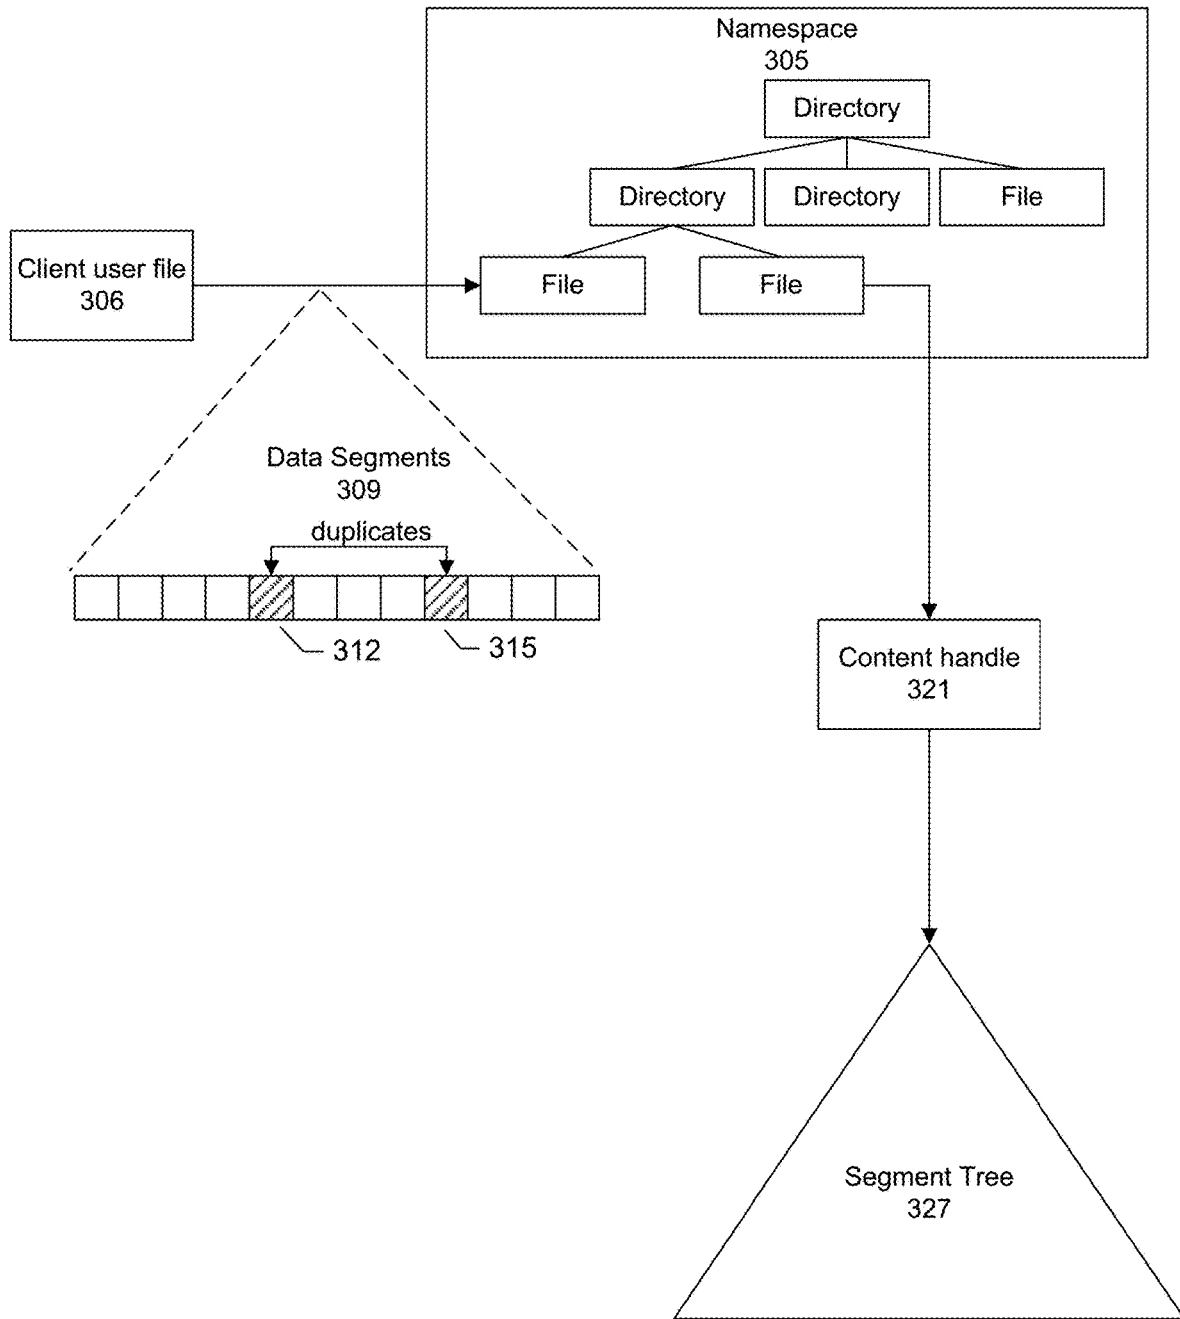 Namespace
305
Directory
Directory
Directory
File
Client user file
306
File
File
Data Segments
309
duplicates
312
315
Content handle
321
Segment Tree
327